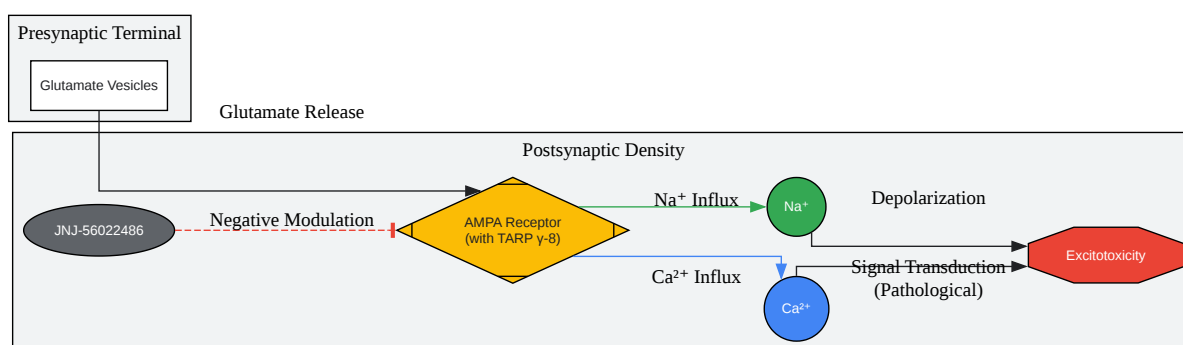 Presynaptic Terminal
Glutamate Vesicles
Glutamate Release
Postsynaptic Density
JNJ-56022486
Negative Modulation
AMPA Receptor
(with TARP γ-8)
Na⁺ Influx
Na⁺
Depolarization
Ca²⁺ Influx
Ca²⁺
Signal Transduction
(Pathological)
Excitotoxicity